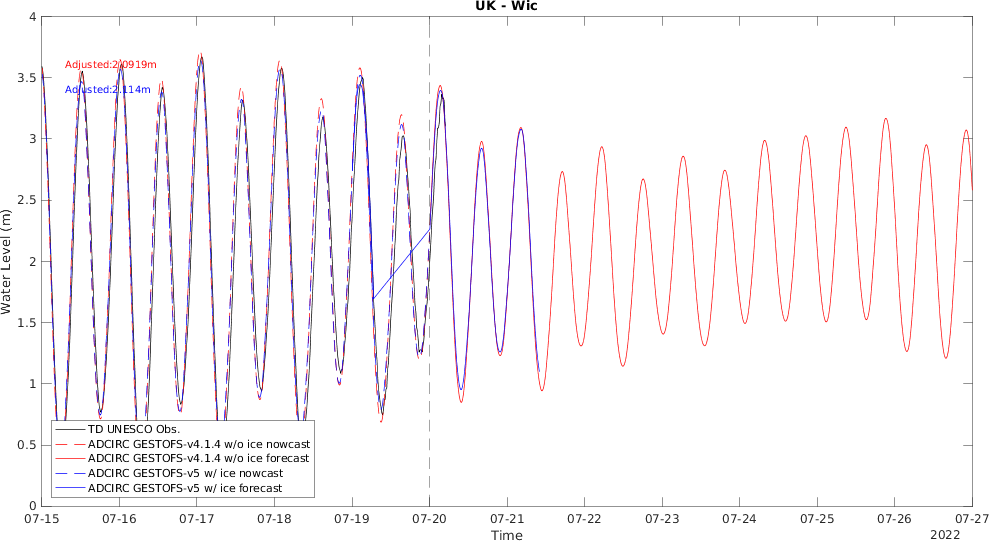 UK - Wic
Adjusted:2.0919m
Adjusted:2.114m
Water Level (m)
4
3.5
3
2.5
2
1.5
1
0.5
0
TD UNESCO Obs.
ADCIRC GESTOFS-v4.1.4 w/o ice nowcast
ADCIRC GESTOFS-v4.1.4 w/o ice forecast
ADCIRC GESTOFS-v5 w/ ice nowcast
ADCIRC GESTOFS-v5 w/ ice forecast
07-15 07-16 07-17 07-18 07-19 07-20 07-21 07-22 07-23 07-24 07-25 07-26 07-27
Time
2022